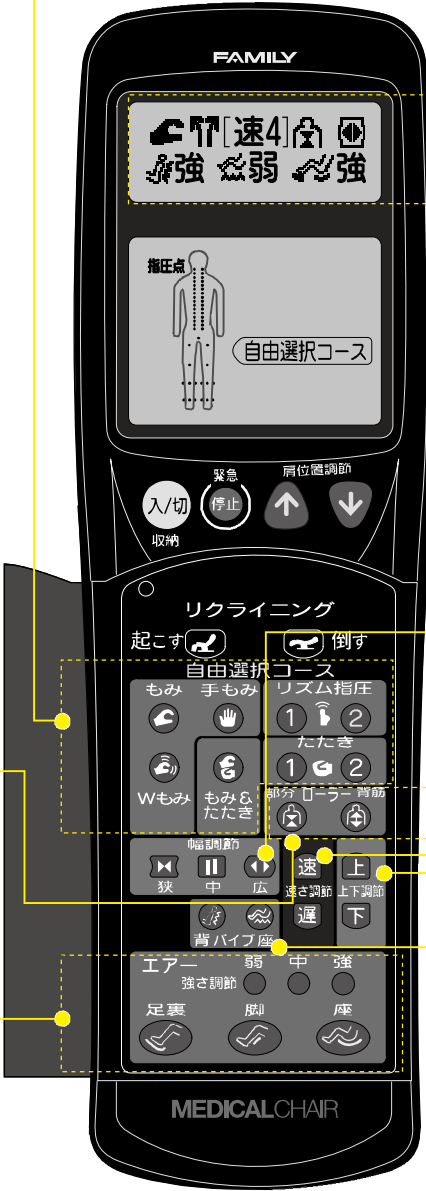 FAMILY
[速4]
強 弱 強
指圧点
自由選択コース
緊急 肩位置調節
入/切 停止
収納
リクライニング
起こす 倒す
自由選択コース
もみ 手もみ リズム指圧
1 2
たたき
1 2
Wもみ もみ&
たたき
部分 ローラー 背筋
幅調節
速 上
狭 中 広
速さ調節 上下調節
遅 下
背 バイブ 座
エアー 弱 中 強
強さ調節
足裏 脚 座
MEDICALCHAIR